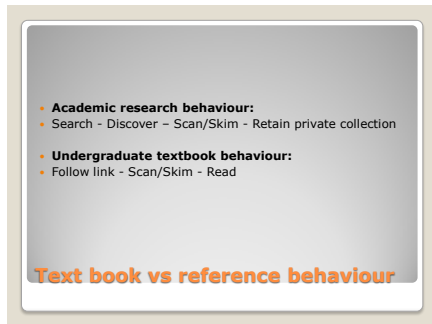 Academic research behaviour:
Search - Discover – Scan/Skim - Retain private collection
Undergraduate textbook behaviour:
Follow link - Scan/Skim - Read
Text book vs reference behaviour